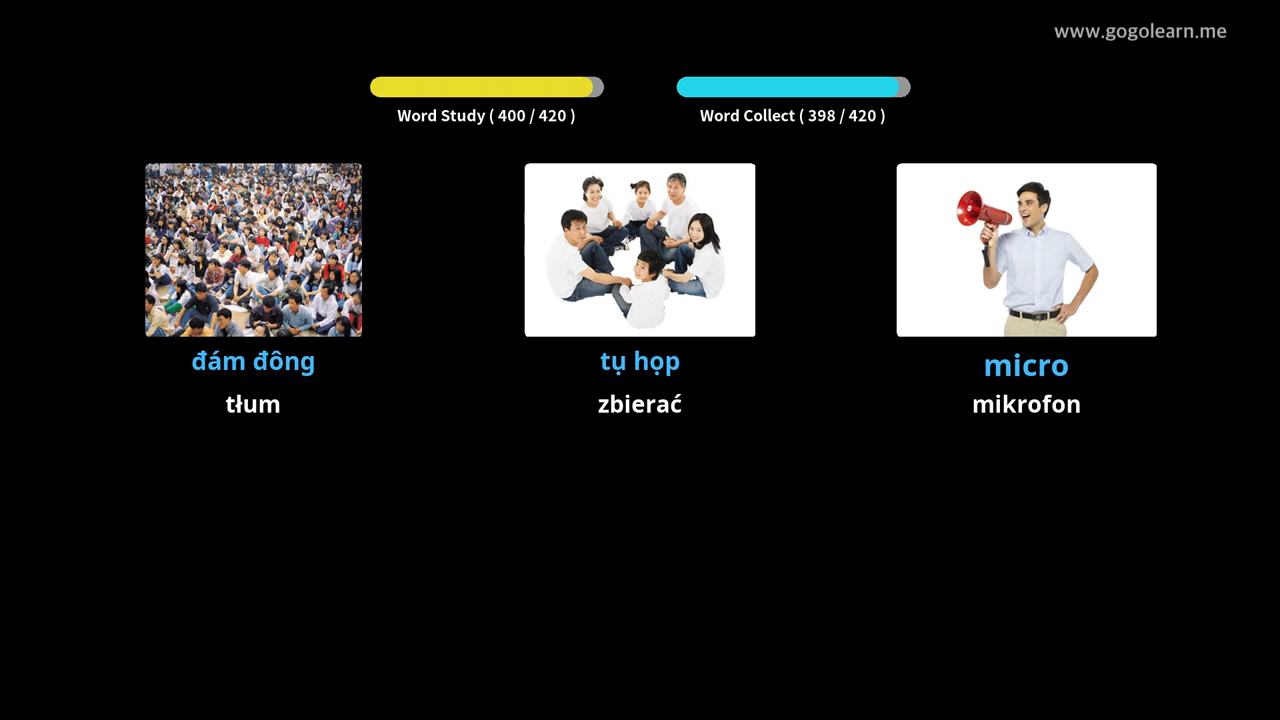 www.gogolearn.me
Word Study ( 400 / 420 )
Word Collect ( 398 / 420 )
đám đông
tłum
tụ họp
zbierać
micro
mikrofon